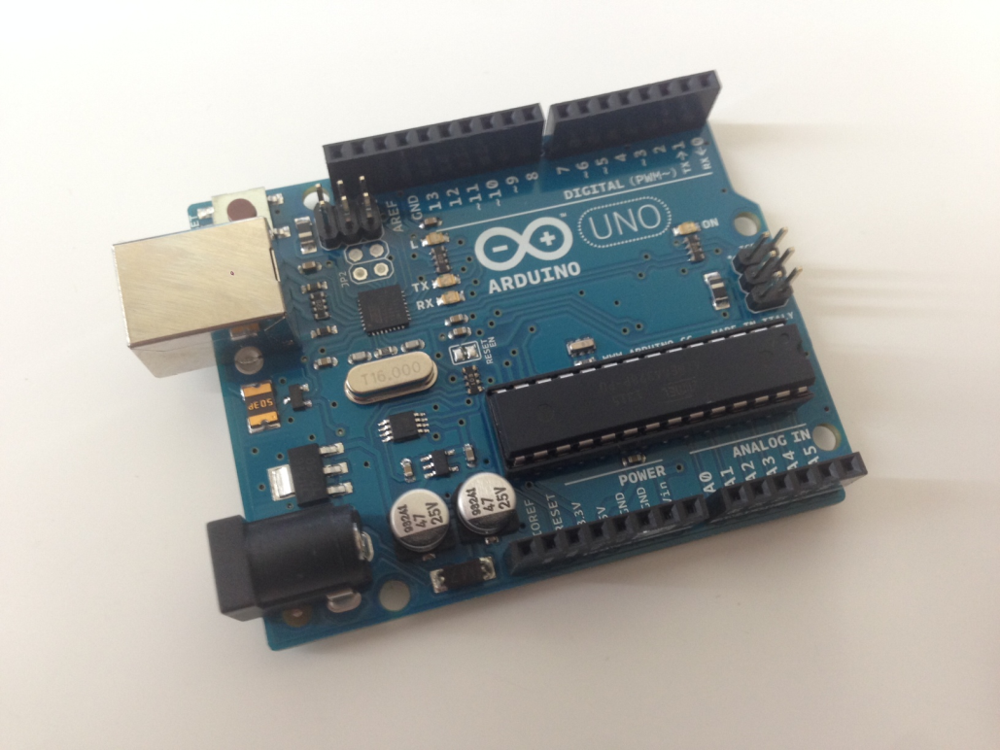 AREF
GND
13
12
~11
~10
~9
8
7
~6
~5
4
~3
2
TX→1
RX←0
DIGITAL (PWM~)
L
TX
RX
ARDUINO
™
UNO
ON
JP2
RESET
EN
T16.000
WWW.ARDUINO.CC - MADE IN ITALY
503P
982A1
47
25V
982A1
47
25V
POWER
IOREF
RESET
3.3V
5V
GND
GND
Vin
ANALOG IN
A0
A1
A2
A3
A4
A5